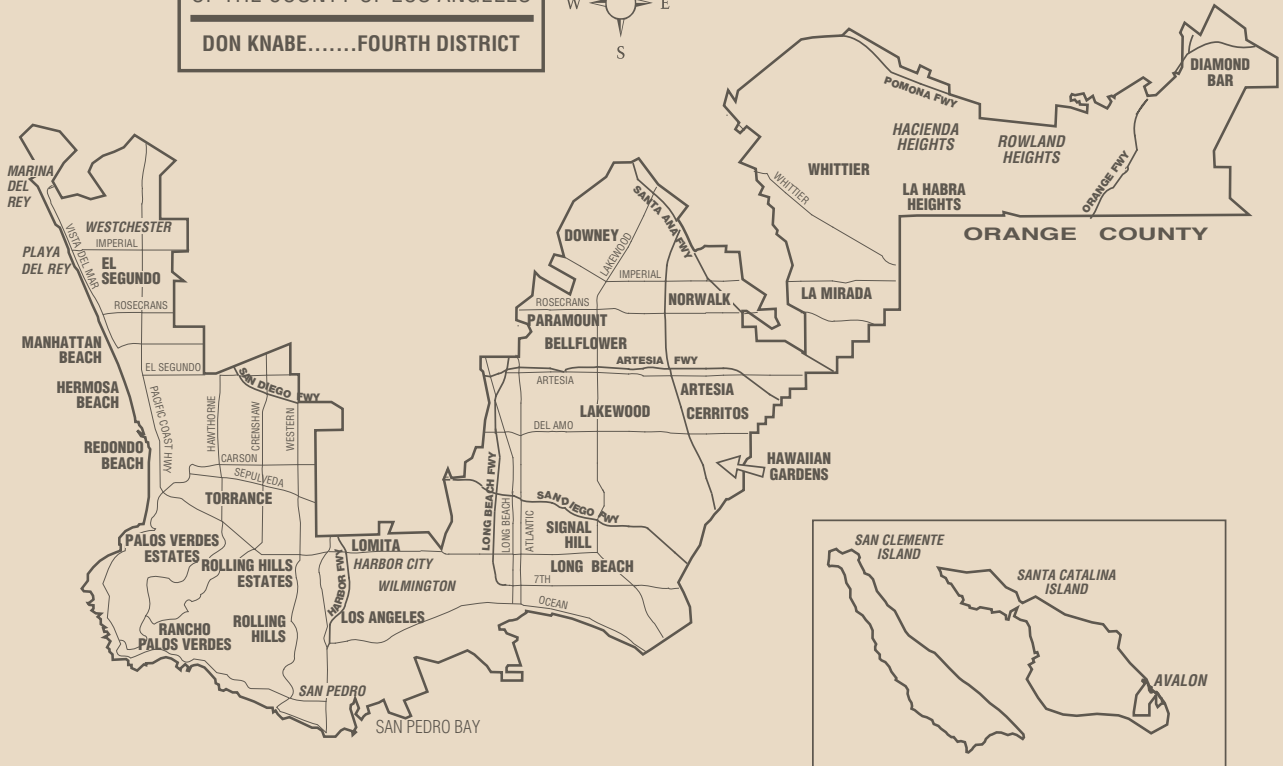 OF THE COUNTY OF LOS ANGELES
DON KNABE.......FOURTH DISTRICT
W
E
S
DIAMOND
BAR
POMONA FWY
HACIENDA
HEIGHTS
ROWLAND
HEIGHTS
WHITTIER
LA HABRA
HEIGHTS
ORANGE FWY
WHITTIER
ORANGE COUNTY
LA MIRADA
MARINA
DEL
REY
WESTCHESTER
IMPERIAL
VISTA DEL MAR
PLAYA
DEL REY
EL
SEGUNDO
ROSECRANS
MANHATTAN
BEACH
EL SEGUNDO
HERMOSA
BEACH
SAN DIEGO FWY
PACIFIC COAST HWY
HAWTHORNE
CRENSHAW
WESTERN
REDONDO
BEACH
CARSON
SEPULVEDA
TORRANCE
PALOS VERDES
ESTATES
ROLLING HILLS
ESTATES
LOMITA
HARBOR CITY
WILMINGTON
HARBOR FWY
LOS ANGELES
ROLLING
HILLS
RANCHO
PALOS VERDES
SAN PEDRO
SAN PEDRO BAY
SANTA ANA FWY
DOWNEY
LAKEWOOD
IMPERIAL
ROSECRANS
NORWALK
PARAMOUNT
BELLFLOWER
ARTESIA FWY
ARTESIA
ARTESIA
LAKEWOOD
CERRITOS
DEL AMO
HAWAIIAN
GARDENS
LONG BEACH FWY
LONG BEACH
ATLANTIC
SAN DIEGO FWY
SIGNAL
HILL
LONG BEACH
7TH
OCEAN
SAN CLEMENTE
ISLAND
SANTA CATALINA
ISLAND
AVALON